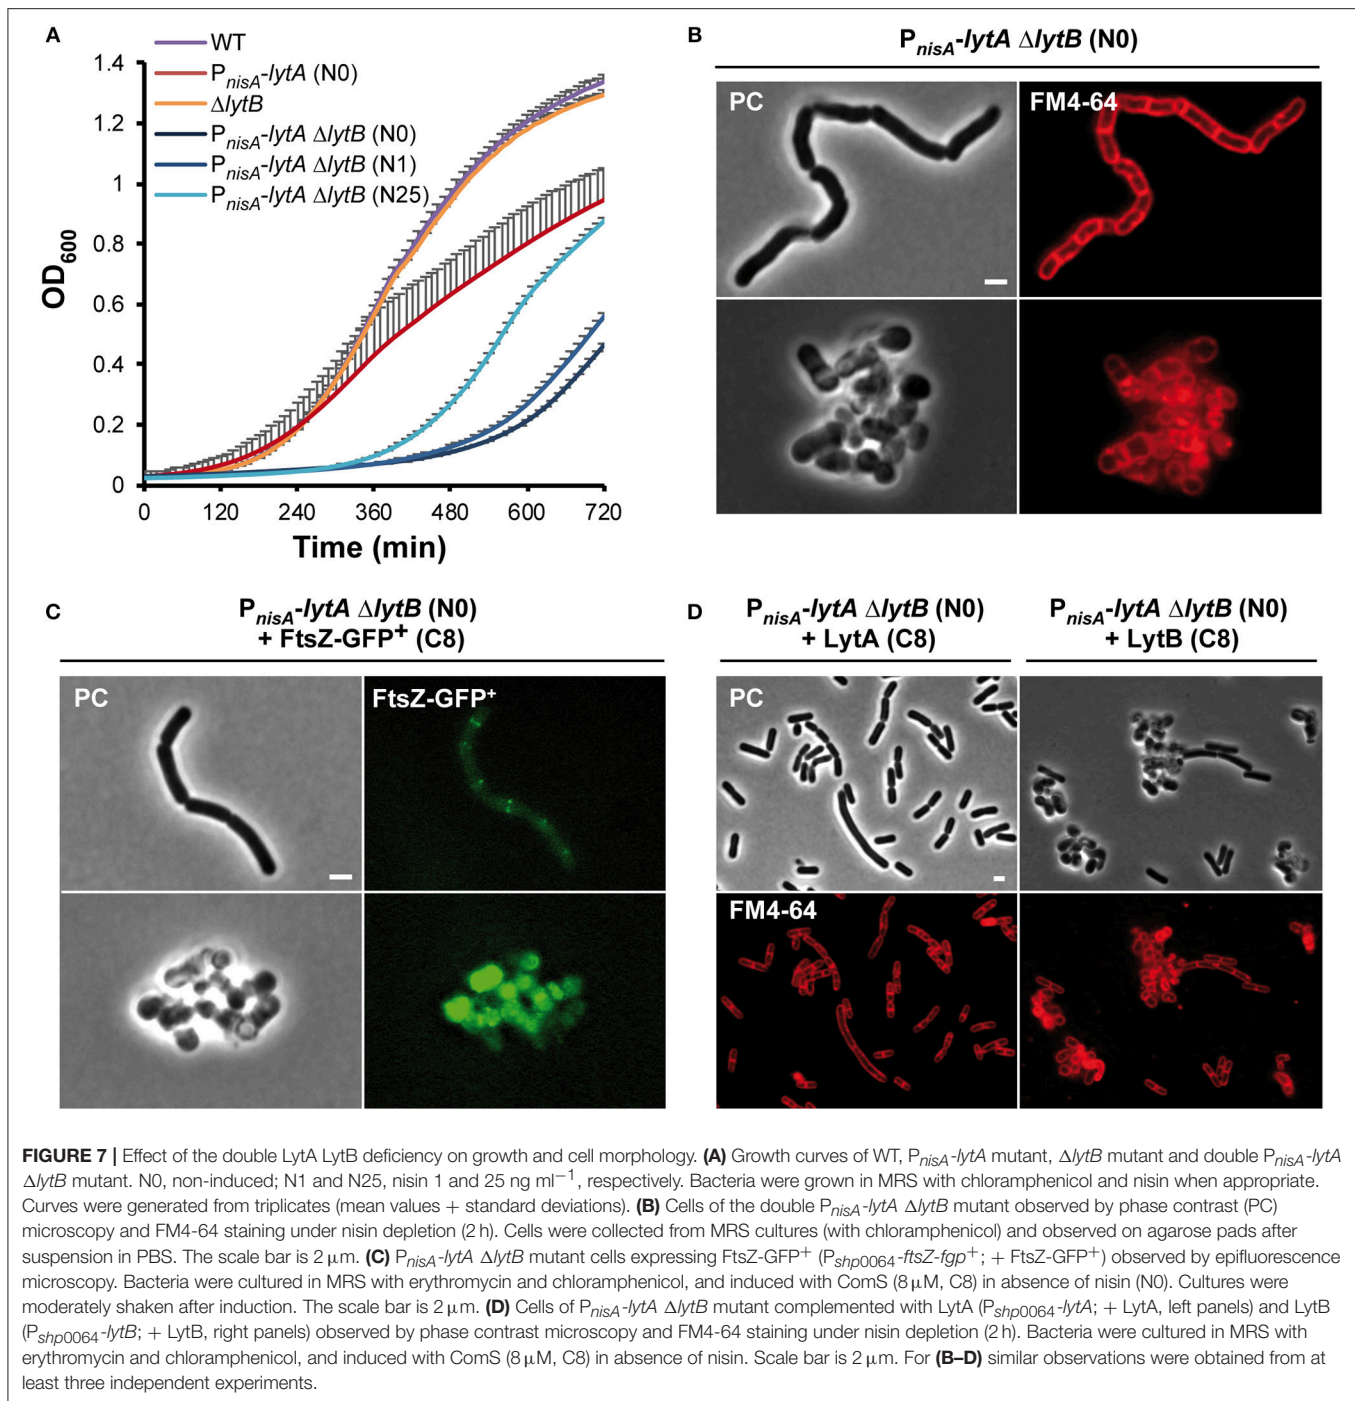 A
WT
PnisA-lytA (N0)
ΔlytB
PnisA-lytA ΔlytB (N0)
PnisA-lytA ΔlytB (N1)
PnisA-lytA ΔlytB (N25)
1.4
1.2
1
0.8
0.6
0.4
0.2
0
OD600
0 120 240 360 480 600 720
Time (min)
B
PnisA-lytA ΔlytB (N0)
PC
FM4-64
C
PnisA-lytA ΔlytB (N0)
+ FtsZ-GFP+ (C8)
PC
FtsZ-GFP+
D
PnisA-lytA ΔlytB (N0)
+ LytA (C8)
PnisA-lytA ΔlytB (N0)
+ LytB (C8)
PC
FM4-64
FIGURE 7 | Effect of the double LytA LytB deficiency on growth and cell morphology. (A) Growth curves of WT, PnisA-lytA mutant, ΔlytB mutant and double PnisA-lytA
ΔlytB mutant. N0, non-induced; N1 and N25, nisin 1 and 25 ng ml−1, respectively. Bacteria were grown in MRS with chloramphenicol and nisin when appropriate.
Curves were generated from triplicates (mean values + standard deviations). (B) Cells of the double PnisA-lytA ΔlytB mutant observed by phase contrast (PC)
microscopy and FM4-64 staining under nisin depletion (2 h). Cells were collected from MRS cultures (with chloramphenicol) and observed on agarose pads after
suspension in PBS. The scale bar is 2 μm. (C) PnisA-lytA ΔlytB mutant cells expressing FtsZ-GFP+ (Pshp0064-ftsZ-fgp+; + FtsZ-GFP+) observed by epifluorescence
microscopy. Bacteria were cultured in MRS with erythromycin and chloramphenicol, and induced with ComS (8 μM, C8) in absence of nisin (N0). Cultures were
moderately shaken after induction. The scale bar is 2 μm. (D) Cells of PnisA-lytA ΔlytB mutant complemented with LytA (Pshp0064-lytA; + LytA, left panels) and LytB
(Pshp0064-lytB; + LytB, right panels) observed by phase contrast microscopy and FM4-64 staining under nisin depletion (2 h). Bacteria were cultured in MRS with
erythromycin and chloramphenicol, and induced with ComS (8 μM, C8) in absence of nisin. Scale bar is 2 μm. For (B–D) similar observations were obtained from at
least three independent experiments.